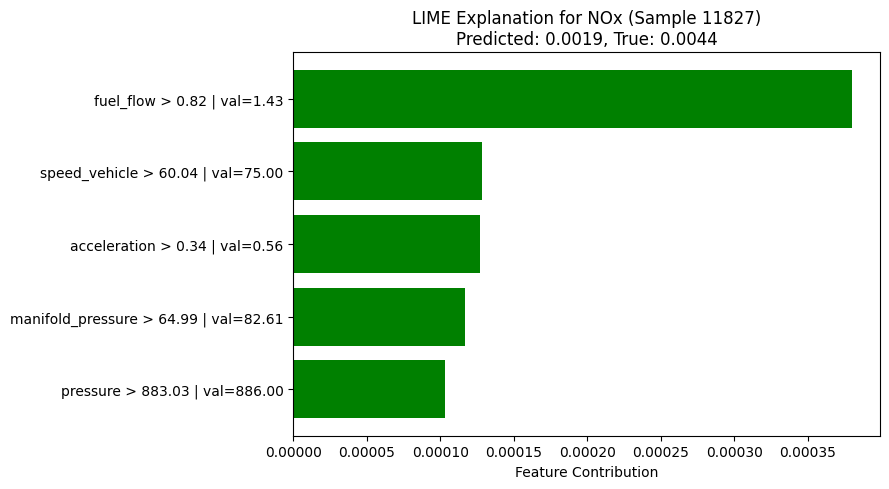 LIME Explanation for NOx (Sample 11827)
Predicted: 0.0019, True: 0.0044
fuel_flow > 0.82 | val=1.43
speed_vehicle > 60.04 | val=75.00
acceleration > 0.34 | val=0.56
manifold_pressure > 64.99 | val=82.61
pressure > 883.03 | val=886.00
0.00000 0.00005 0.00010 0.00015 0.00020 0.00025 0.00030 0.00035
Feature Contribution